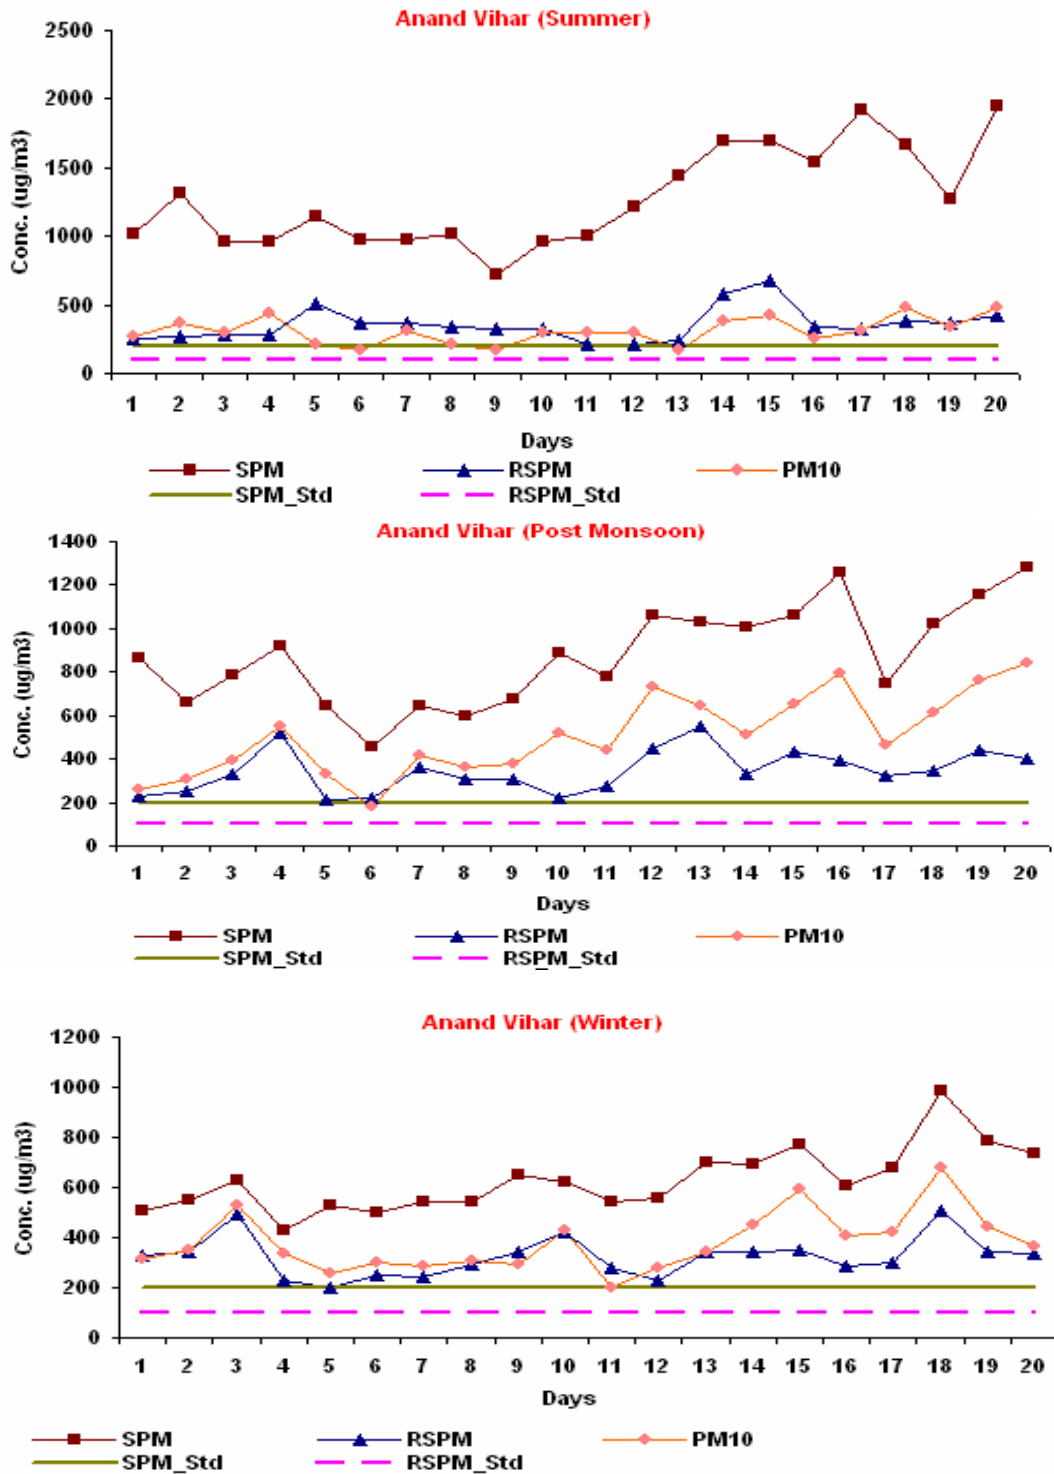 Anand Vihar (Summer)
2500
2000
1500
1000
500
0
Conc. (ug/m3)
1 2 3 4 5 6 7 8 9 10 11 12 13 14 15 16 17 18 19 20
Days
SPM RSPM PM10
SPM_Std RSPM_Std
Anand Vihar (Post Monsoon)
1400
1200
1000
800
600
400
200
0
Conc. (ug/m3)
1 2 3 4 5 6 7 8 9 10 11 12 13 14 15 16 17 18 19 20
Days
SPM RSPM PM10
SPM_Std RSPM_Std
Anand Vihar (Winter)
1200
1000
800
600
400
200
0
Conc. (ug/m3)
1 2 3 4 5 6 7 8 9 10 11 12 13 14 15 16 17 18 19 20
Days
SPM RSPM PM10
SPM_Std RSPM_Std